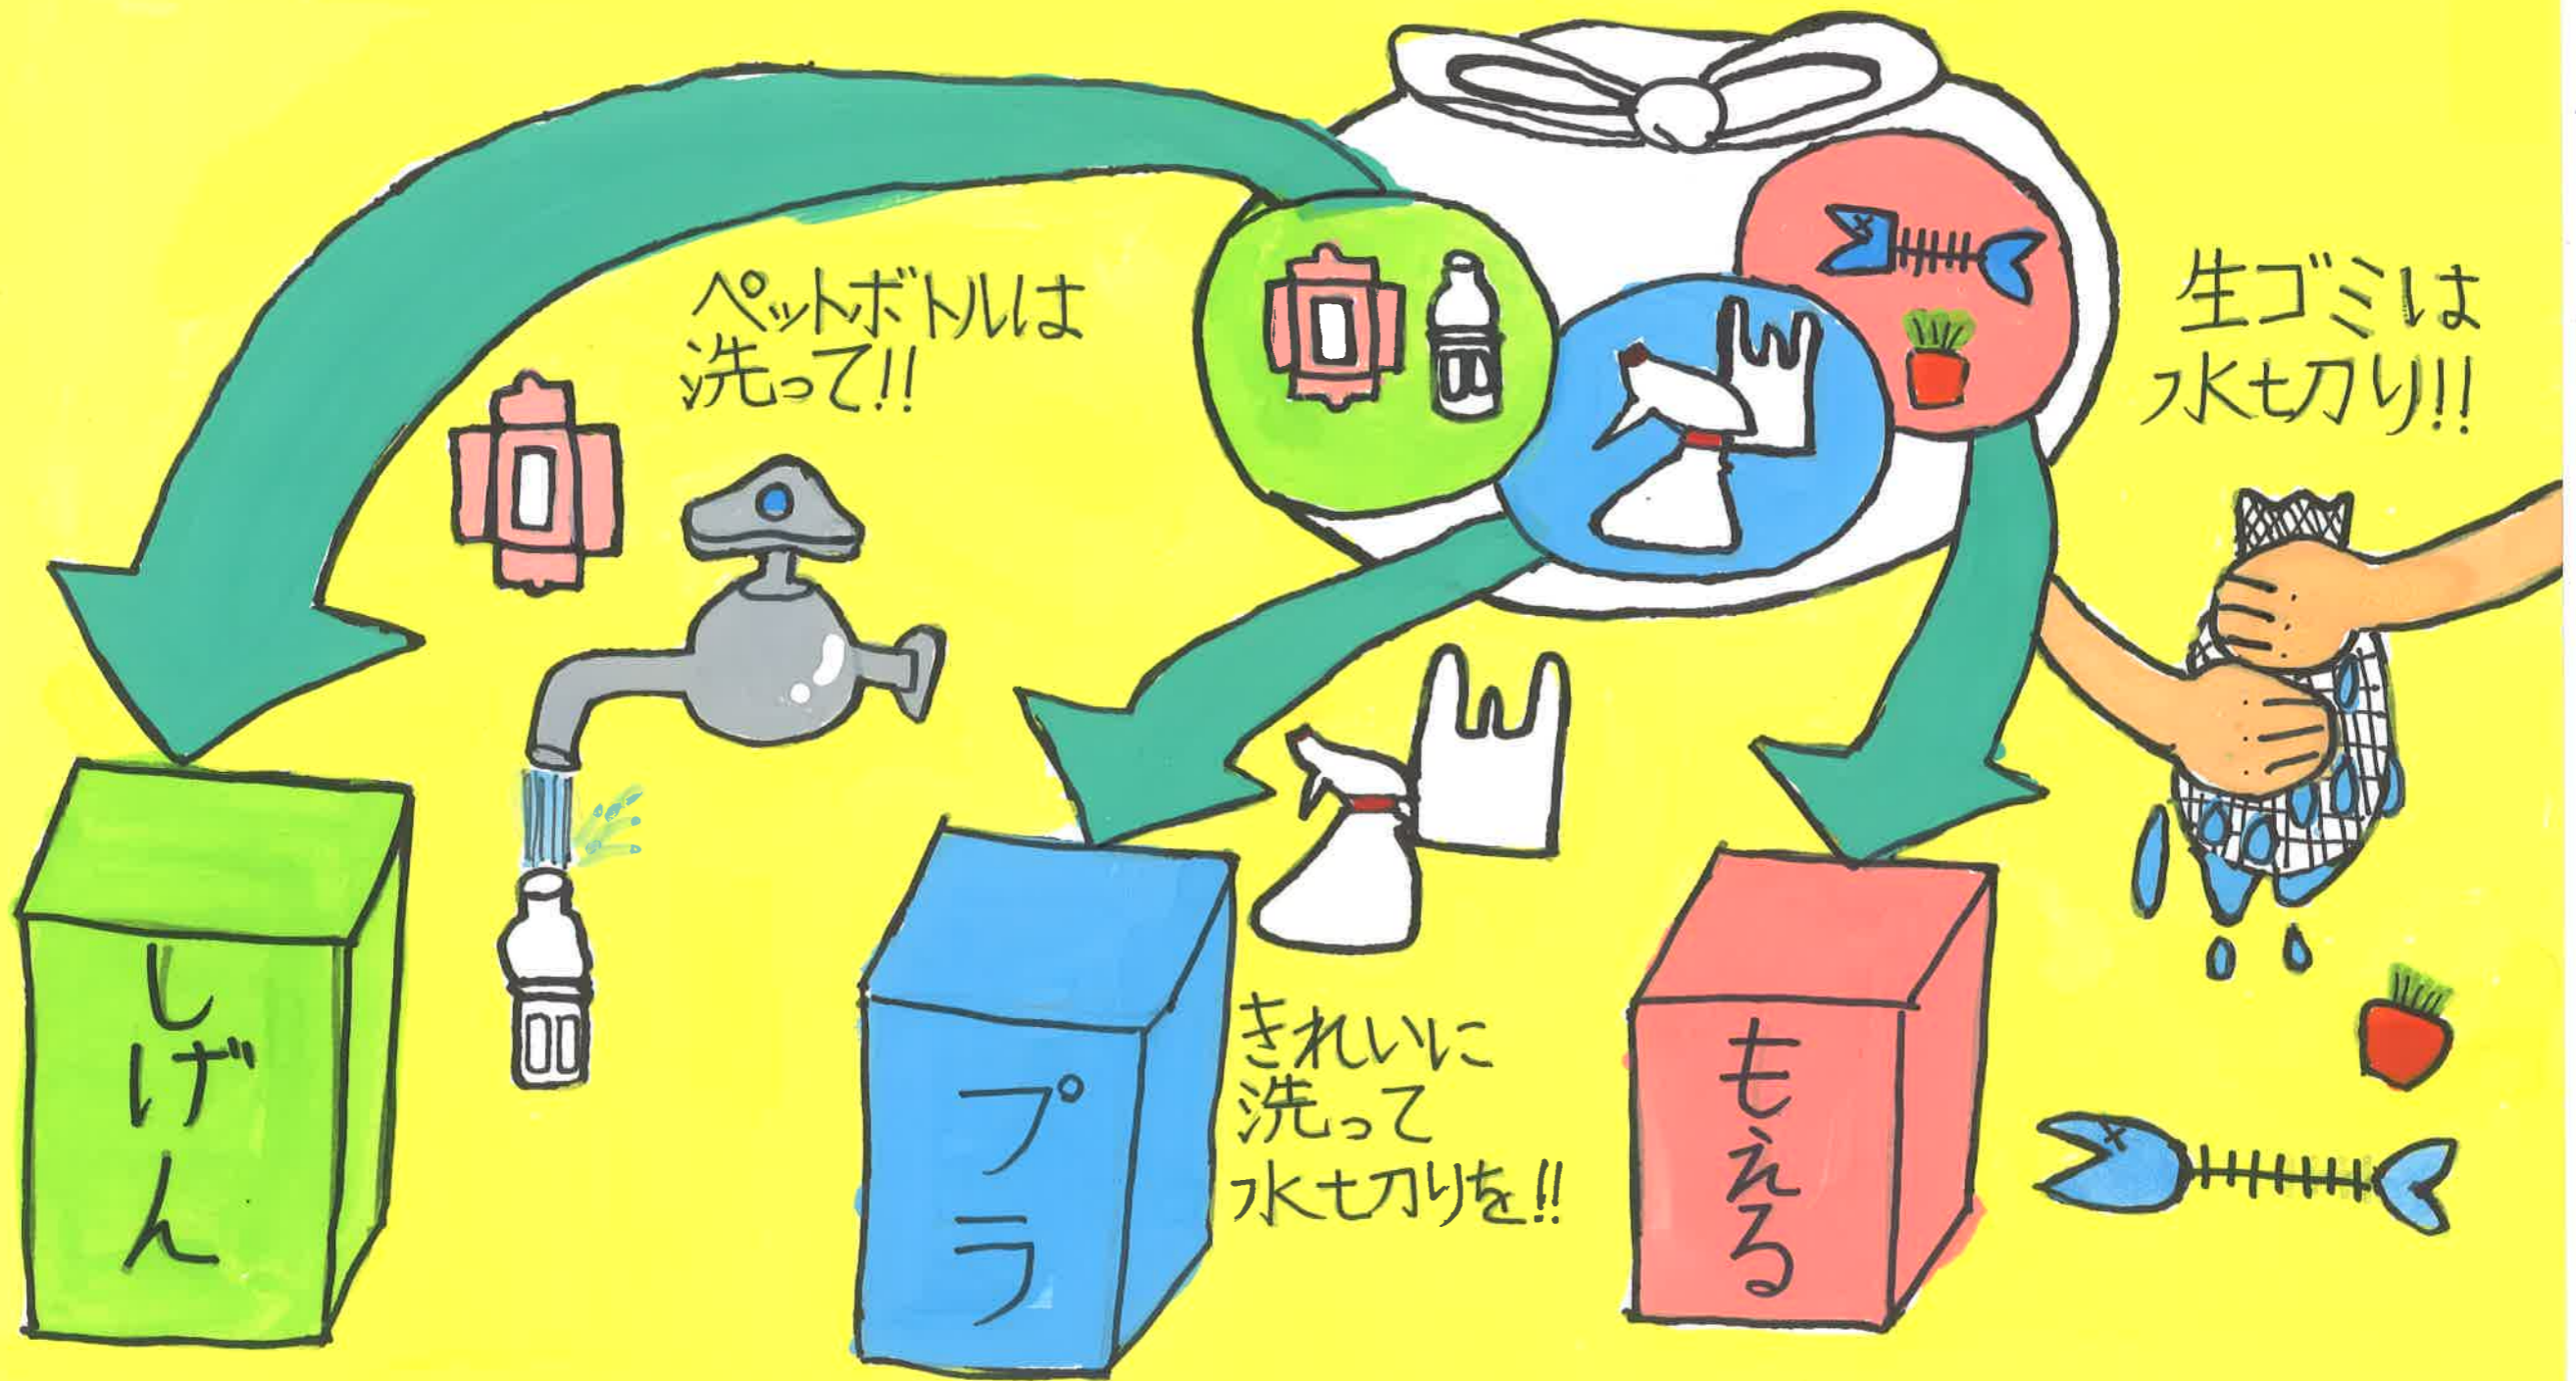 ペットボトルは
洗って!!
生ゴミは
水切り!!
しげん
プラ
きれいに
洗って
水切りを!!
もえる